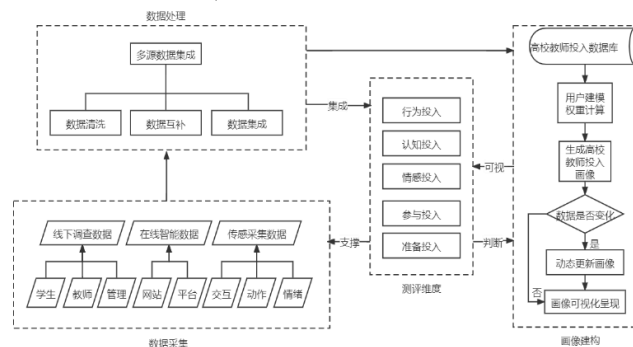 数据处理
多源数据集成
数据清洗
数据互补
数据集成
集成
行为投入
认知投入
情感投入
参与投入
准备投入
测评维度
可视
判断
支撑
线下调查数据
在线智能数据
传感采集数据
学生
教师
管理
网站
平台
交互
动作
情绪
数据采集
高校教师投入数据库
用户建模
权重计算
生成高校
教师投入
画像
数据是否变化
是
动态更新画像
否
画像可视化呈现
画像建构